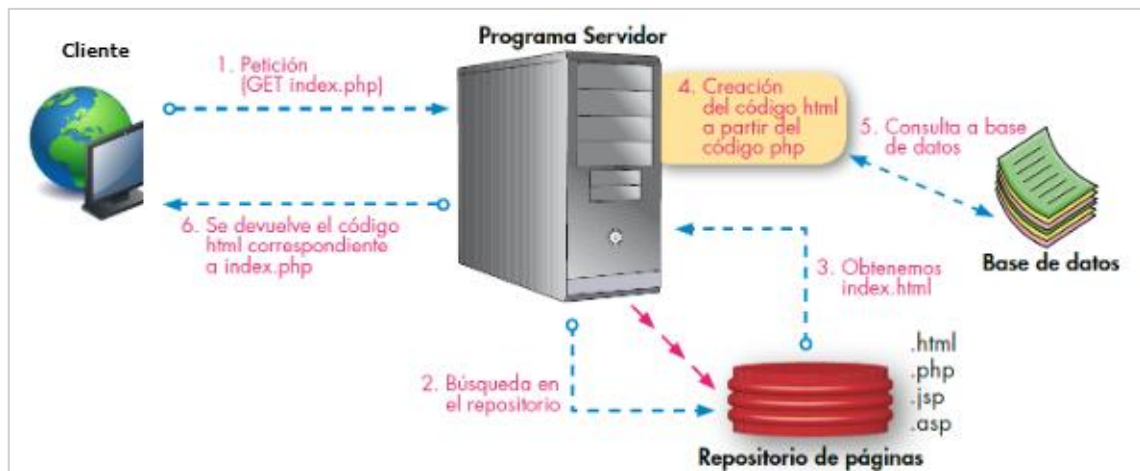 Programa Servidor
Cliente
1. Petición
(GET index.php)
4. Creación
del código html
a partir del
código php
5. Consulta a base
de datos
6. Se devuelve el código
html correspondiente
a index.php
3. Obtenemos
index.html
Base de datos
2. Búsqueda en
el repositorio
.html
.php
.jsp
.asp
Repositorio de páginas